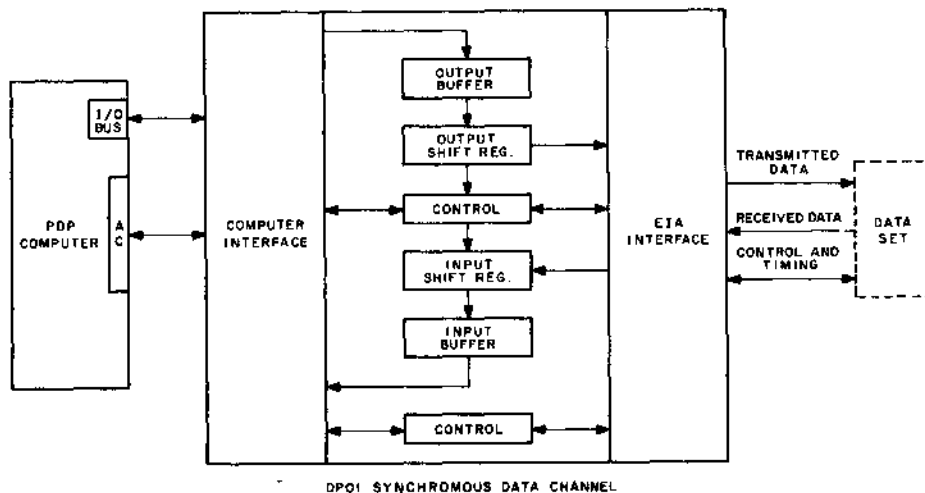 OUTPUT
BUFFER
I/O
BUS
OUTPUT
SHIFT REG.
TRANSMITTED
DATA
PDP
COMPUTER
A
C
COMPUTER
INTERFACE
CONTROL
EIA
INTERFACE
RECEIVED DATA
DATA
SET
CONTROL AND
TIMING
INPUT
SHIFT REG.
INPUT
BUFFER
CONTROL
DP01 SYNCHROMOUS DATA CHANNEL